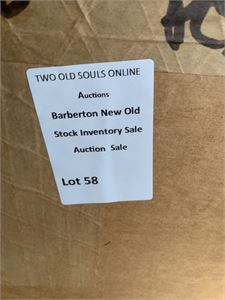 TWO OLD SOULS ONLINE
Auctions
Barberton New Old
Stock Inventory Sale
Auction Sale
Lot 58